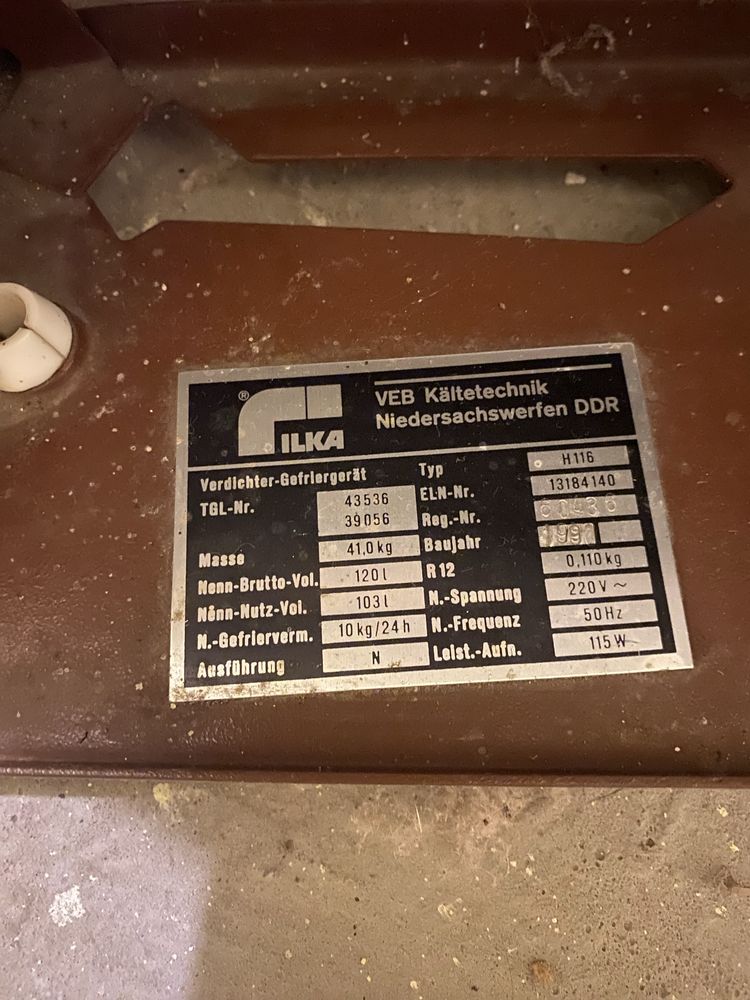 ®
ILKA
VEB Kältetechnik
Niedersachswerfen DDR
Verdichter-Gefriergerät
TGL-Nr. 43536
39056
Masse 41,0 kg
Nenn-Brutto-Vol. 120 l
Nenn-Nutz-Vol. 103 l
N.-Gefrierverm. 10 kg/24 h
Ausführung N
Typ H116
ELN-Nr. 13184140
Reg.-Nr.
Baujahr
R 12 0,110 kg
N.-Spannung 220 V ~
N.-Frequenz 50 Hz
Leist.-Aufn. 115 W